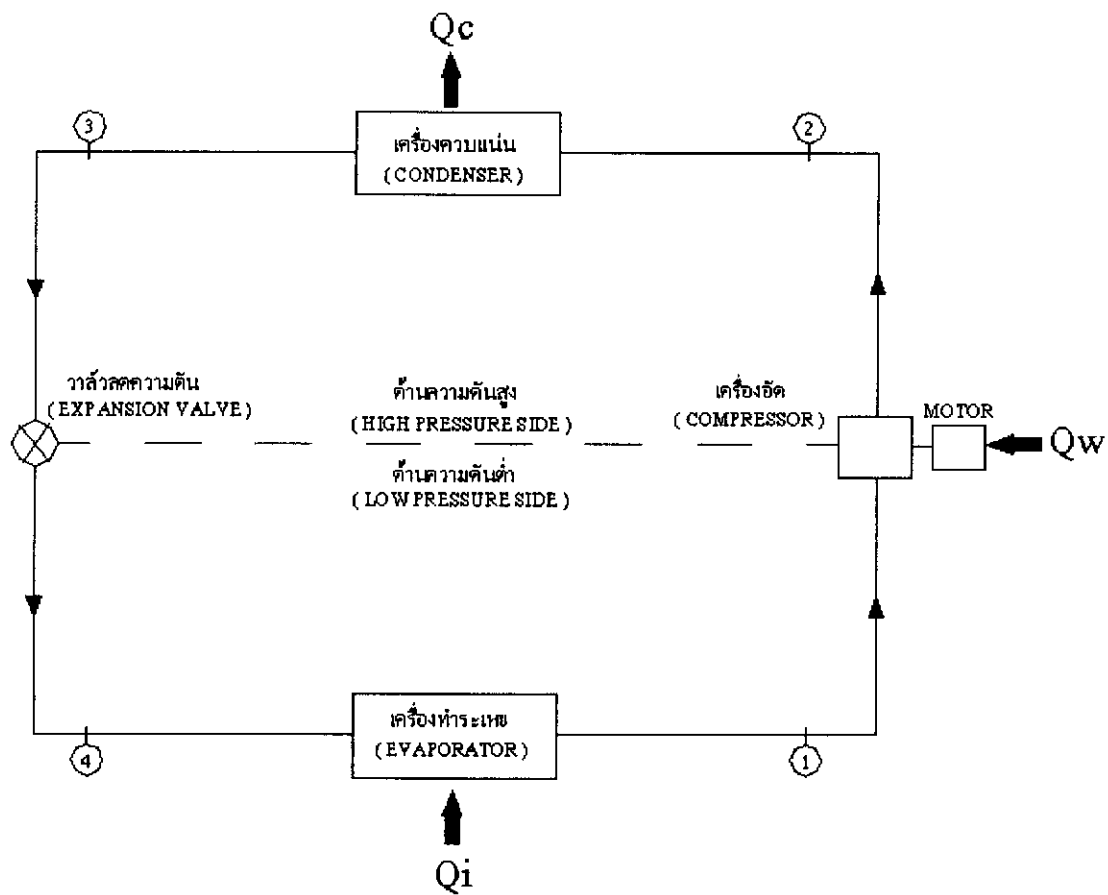 Qc
3
2
เครื่องควบแน่น
(CONDENSER)
วาล์วลดความดัน
(EXPANSION VALVE)
ด้านความดันสูง
(HIGH PRESSURE SIDE)
เครื่องอัด
(COMPRESSOR)
MOTOR
Qw
ด้านความดันต่ำ
(LOW PRESSURE SIDE)
เครื่องทำระเหย
(EVAPORATOR)
4
1
Qi